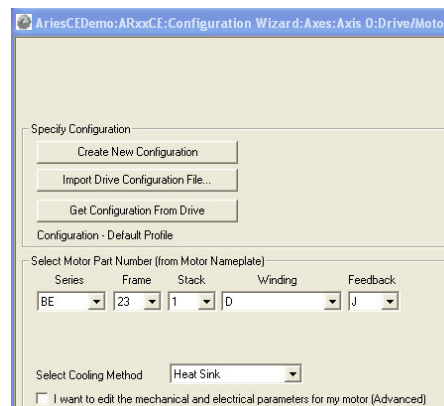 AriesCEDemo:ARxxCE:Configuration Wizard:Axes:Axis 0:Drive/Moto
Specify Configuration
Create New Configuration
Import Drive Configuration File...
Get Configuration From Drive
Configuration - Default Profile
Select Motor Part Number (from Motor Nameplate)
Series Frame Stack Winding Feedback
BE 23 1 D J
Select Cooling Method Heat Sink
I want to edit the mechanical and electrical parameters for my motor (Advanced)